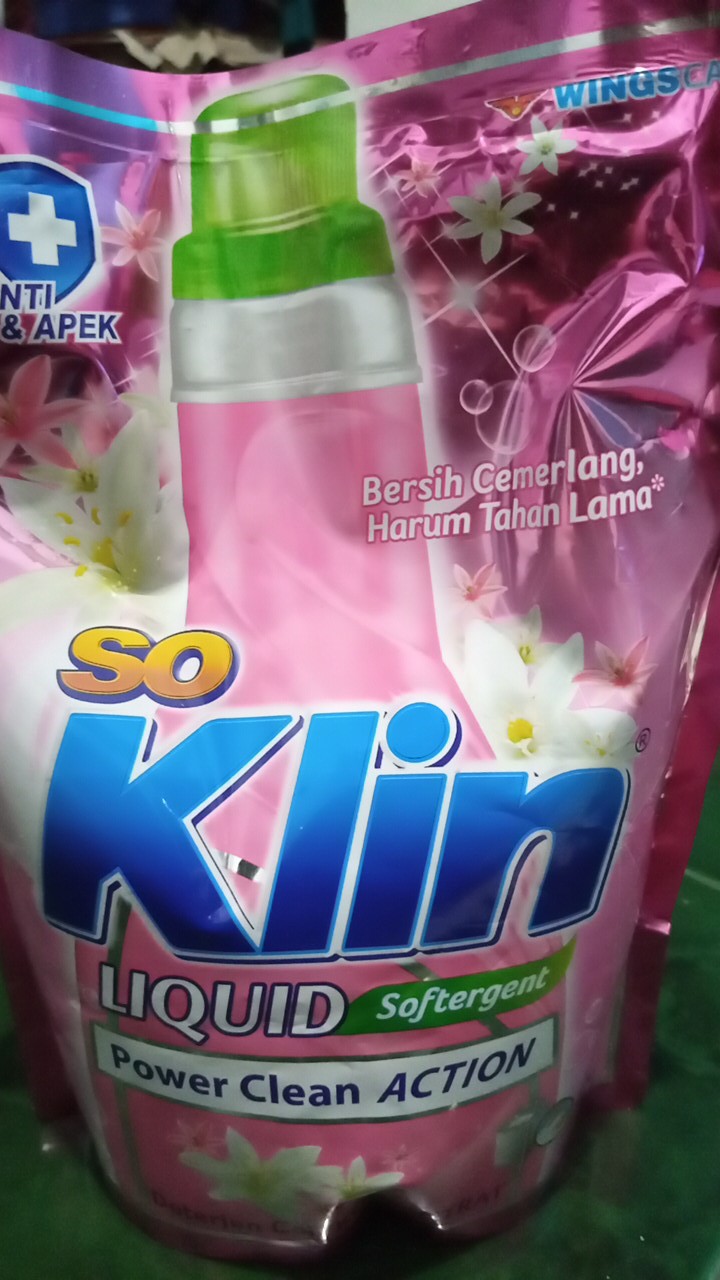 WINGSCA
NTI
& APEK
Bersih Cemerlang,
Harum Tahan Lama*
SO
Klin®
LIQUID Softergent
Power Clean ACTION